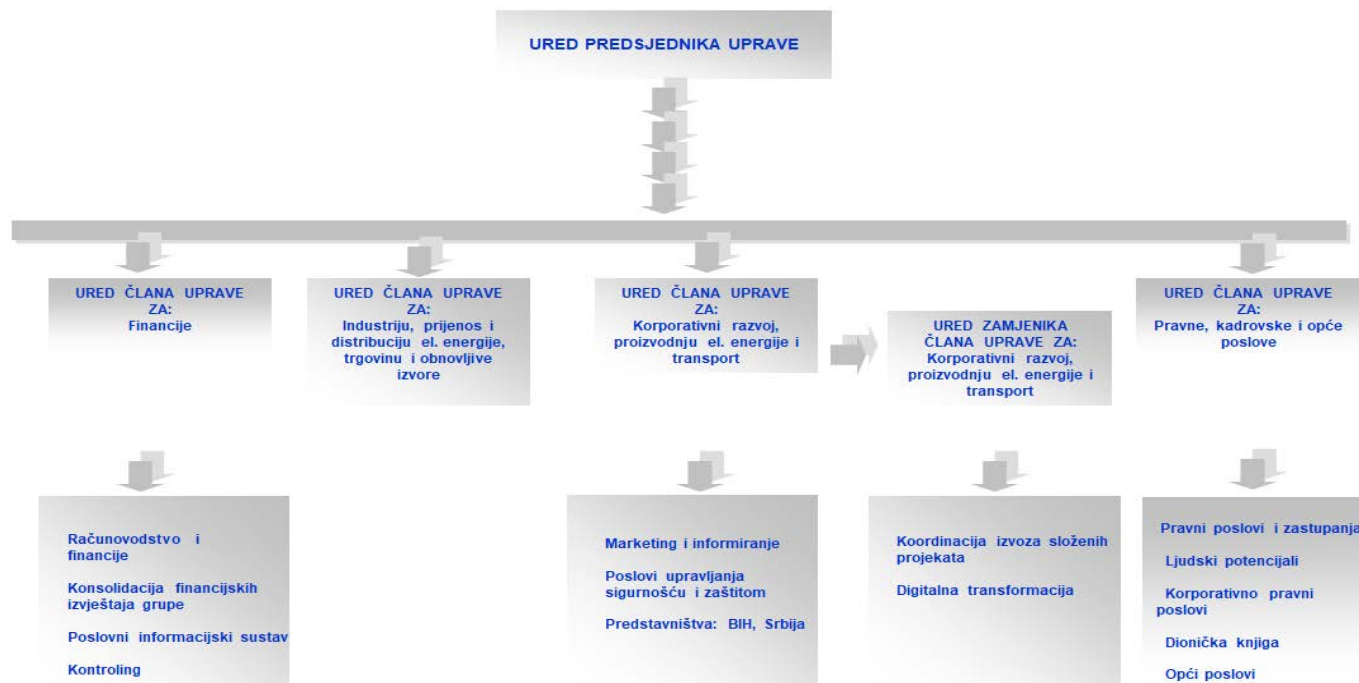 URED PREDSJEDNIKA UPRAVE
URED ČLANA UPRAVE
ZA:
Financije
URED ČLANA UPRAVE
ZA:
Industriju, prijenos i
distribuciju el. energije,
trgovinu i obnovljive
izvore
URED ČLANA UPRAVE
ZA:
Korporativni razvoj,
proizvodnju el. energije i
transport
URED ZAMJENIKA
ČLANA UPRAVE ZA:
Korporativni razvoj,
proizvodnju el. energije i
transport
URED ČLANA UPRAVE
ZA:
Pravne, kadrovske i opće
poslove
Računovodstvo i
financije
Konsolidacija financijskih
izvještaja grupe
Poslovni informacijski sustav
Kontroling
Marketing i informiranje
Poslovi upravljanja
sigurnošću i zaštitom
Predstavništva: BIH, Srbija
Koordinacija izvoza složenih
projekata
Digitalna transformacija
Pravni poslovi i zastupanja
Ljudski potencijali
Korporativno pravni
poslovi
Dionička knjiga
Opći poslovi